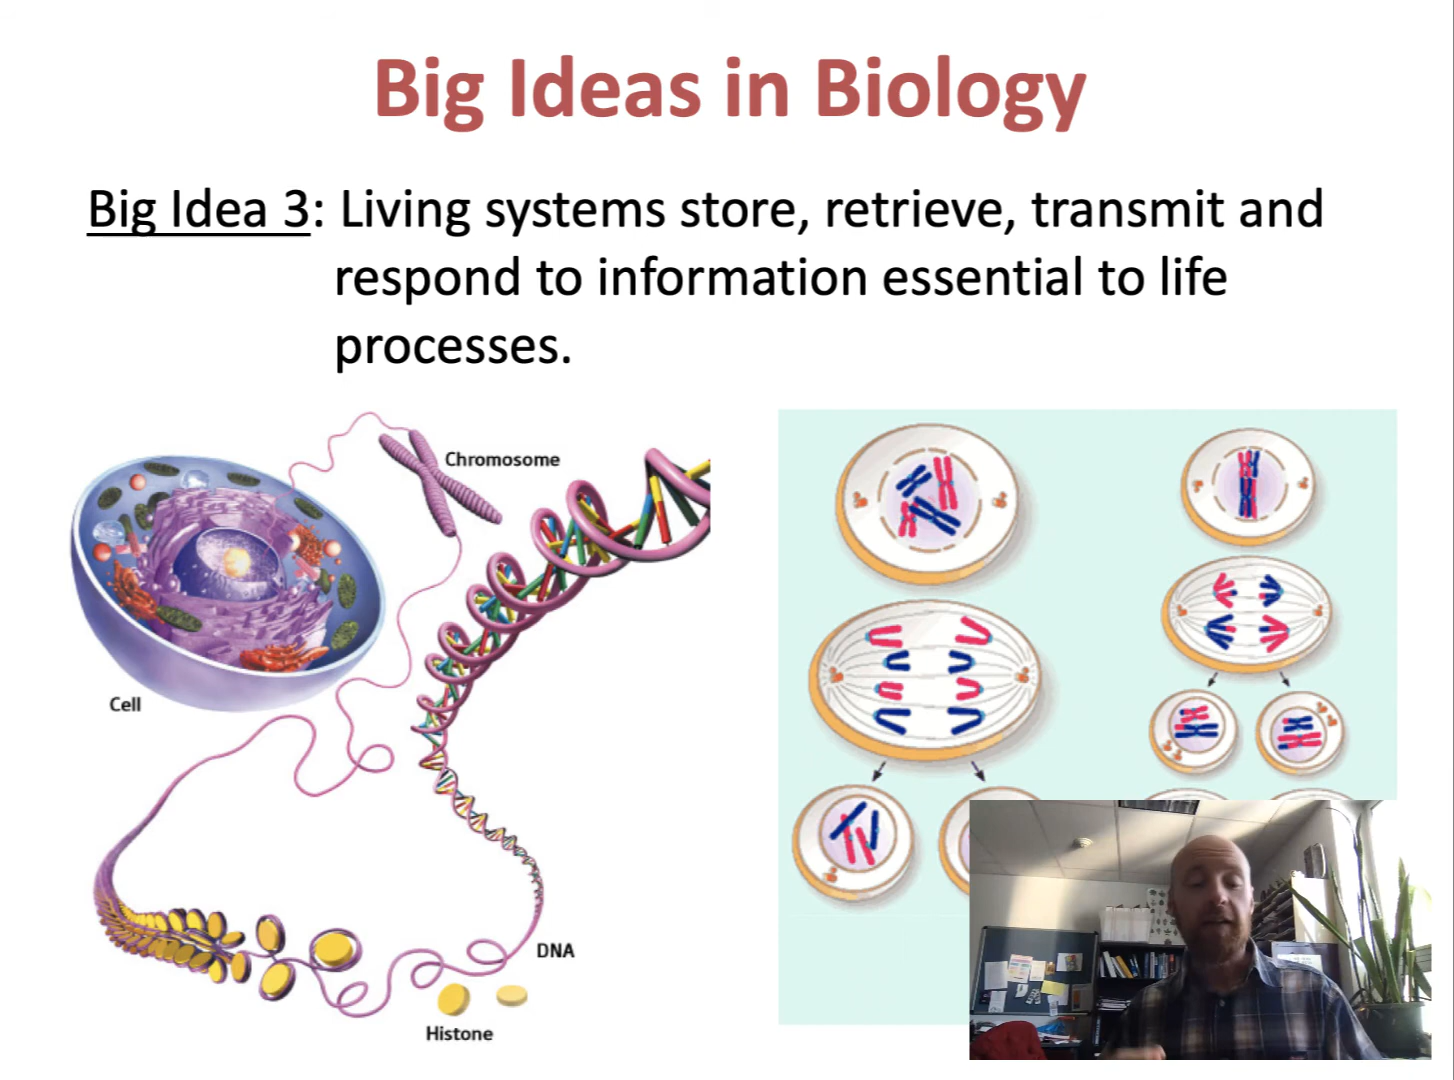 Big Ideas in Biology
Big Idea 3: Living systems store, retrieve, transmit and
respond to information essential to life
processes.
Chromosome
Cell
DNA
Histone